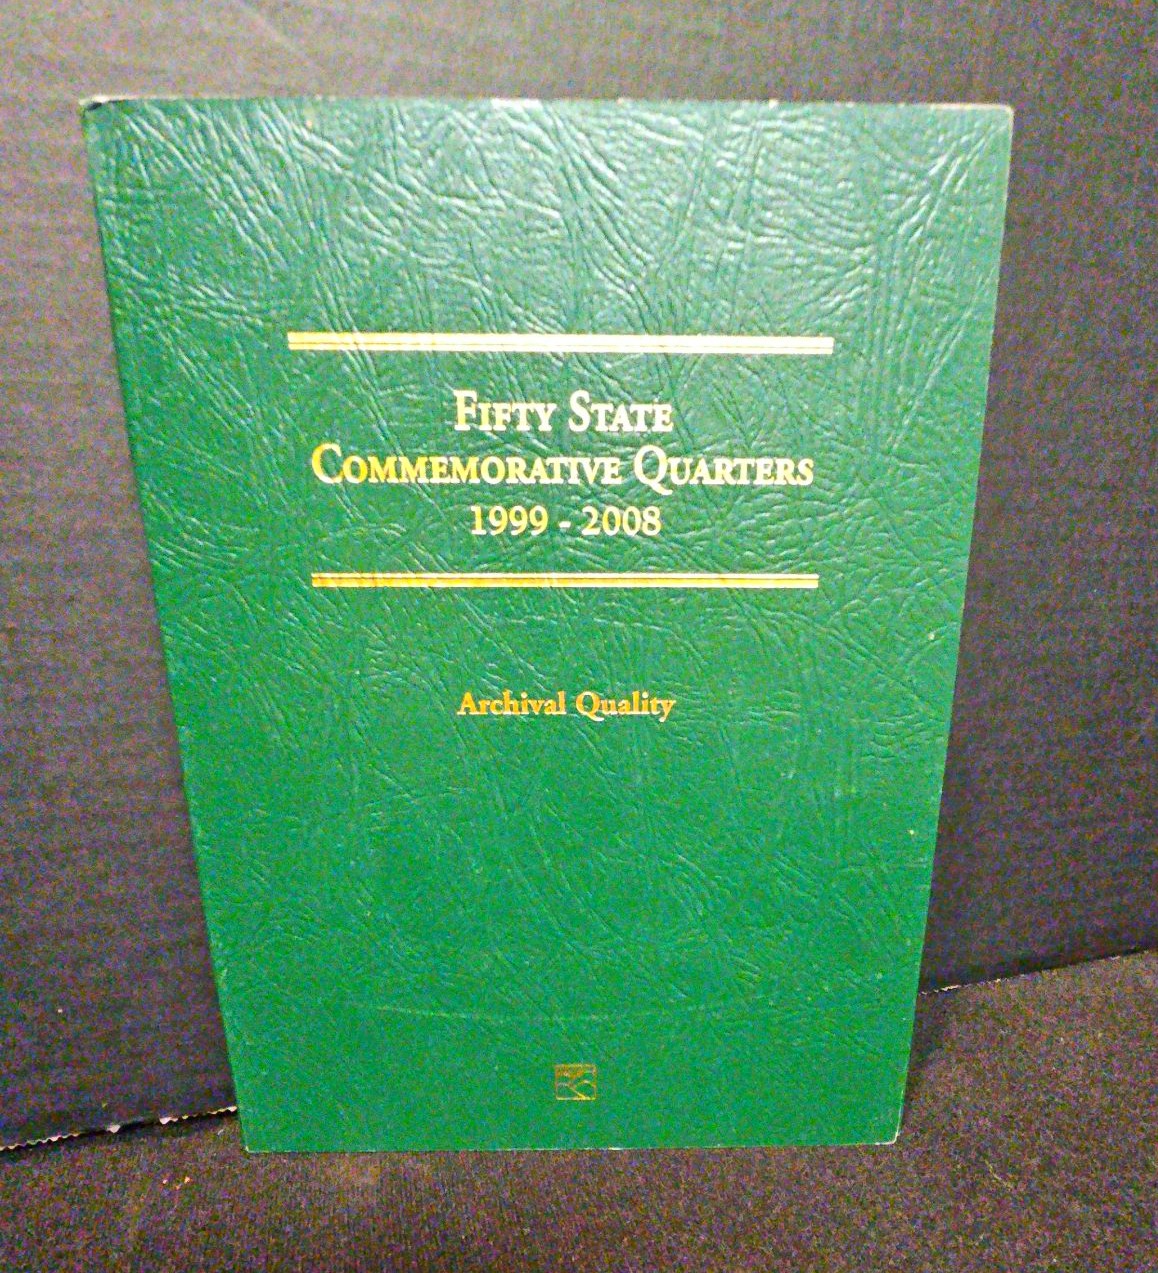 Fifty State
Commemorative Quarters
1999 - 2008
Archival Quality